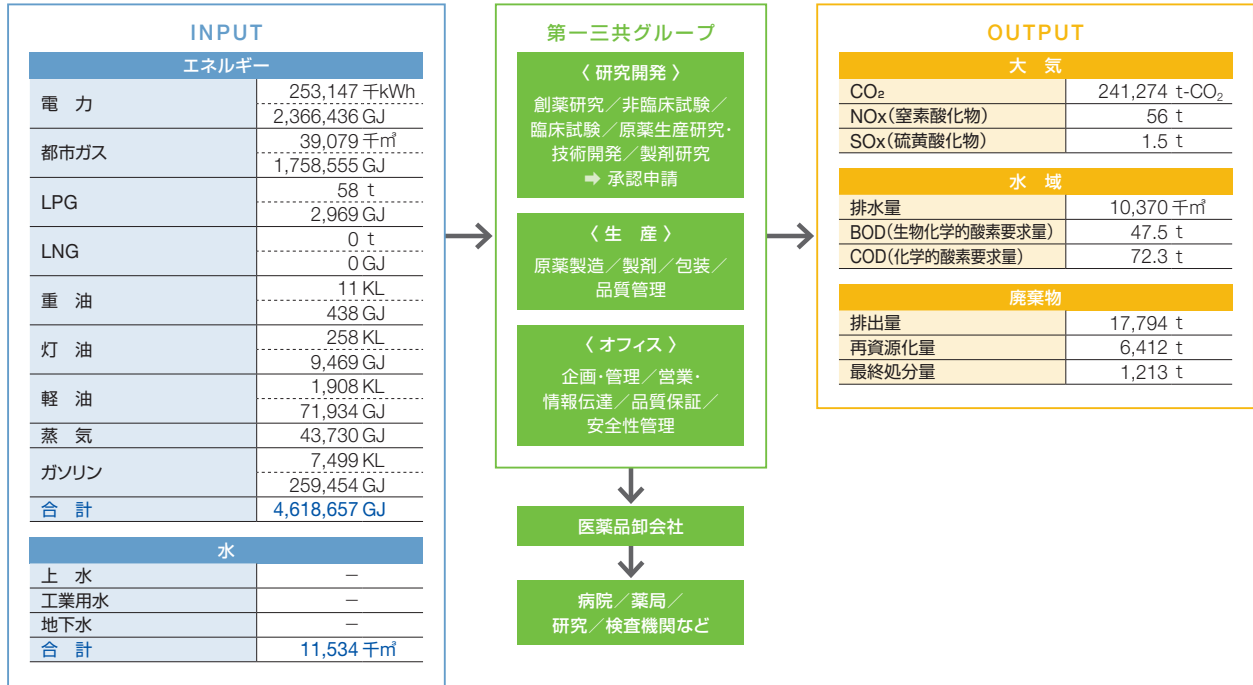 INPUT
エネルギー
電 力 253,147 千kWh
2,366,436 GJ
都市ガス 39,079 千㎥
1,758,555 GJ
LPG 58 t
2,969 GJ
LNG 0 t
0 GJ
重 油 11 KL
438 GJ
灯 油 258 KL
9,469 GJ
軽 油 1,908 KL
71,934 GJ
蒸 気 43,730 GJ
ガソリン 7,499 KL
259,454 GJ
合 計 4,618,657 GJ
水
上 水 －
工業用水 －
地下水 －
合 計 11,534 千㎥
第一三共グループ
〈 研究開発 〉
創薬研究／非臨床試験／
臨床試験／原薬生産研究・
技術開発／製剤研究
➡ 承認申請
〈 生 産 〉
原薬製造／製剤／包装／
品質管理
〈 オフィス 〉
企画・管理／営業・
情報伝達／品質保証／
安全性管理
医薬品卸会社
病院／薬局／
研究／検査機関など
OUTPUT
大 気
CO₂ 241,274 t-CO₂
NOx（窒素酸化物） 56 t
SOx（硫黄酸化物） 1.5 t
水 域
排水量 10,370 千㎥
BOD（生物化学的酸素要求量） 47.5 t
COD（化学的酸素要求量） 72.3 t
廃棄物
排出量 17,794 t
再資源化量 6,412 t
最終処分量 1,213 t